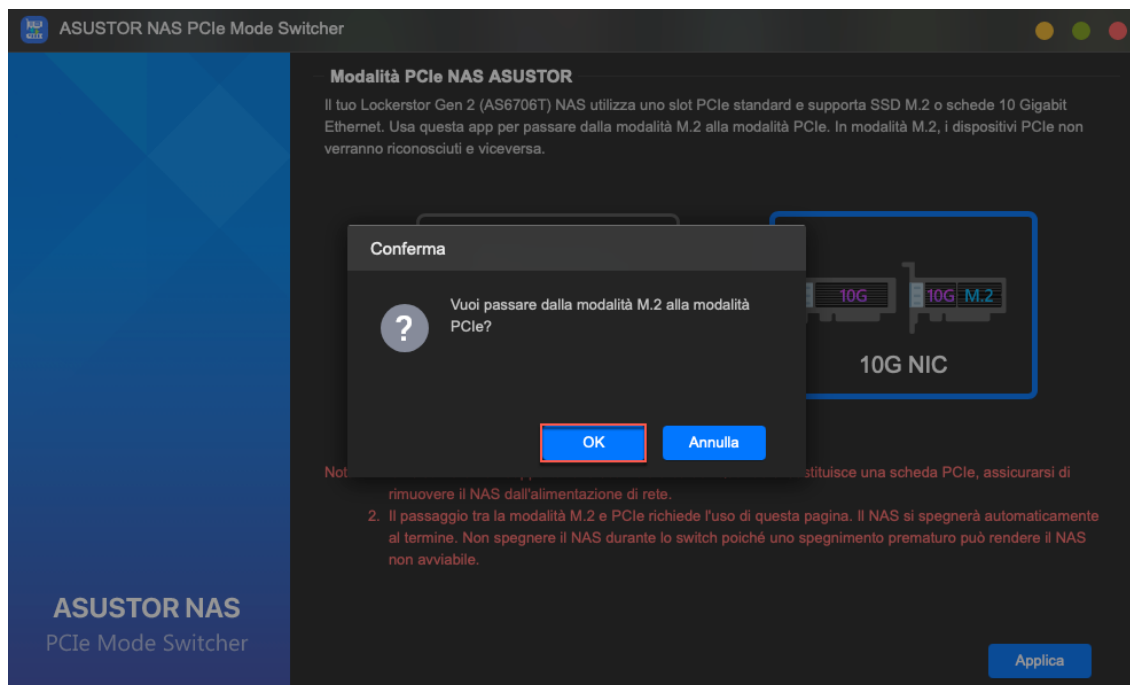 ASUSTOR NAS PCIe Mode Switcher
Modalità PCIe NAS ASUSTOR
Il tuo Lockerstor Gen 2 (AS6706T) NAS utilizza uno slot PCIe standard e supporta SSD M.2 o schede 10 Gigabit
Ethernet. Usa questa app per passare dalla modalità M.2 alla modalità PCIe. In modalità M.2, i dispositivi PCIe non
verranno riconosciuti e viceversa.
Conferma
Vuoi passare dalla modalità M.2 alla modalità
PCIe?
OK
Annulla
10G
10G M.2
10G NIC
Not
stituisce una scheda PCIe, assicurarsi di
rimuovere il NAS dall'alimentazione di rete.
2. Il passaggio tra la modalità M.2 e PCIe richiede l'uso di questa pagina. Il NAS si spegnerà automaticamente
al termine. Non spegnere il NAS durante lo switch poiché uno spegnimento prematuro può rendere il NAS
non avviabile.
ASUSTOR NAS
PCIe Mode Switcher
Applica